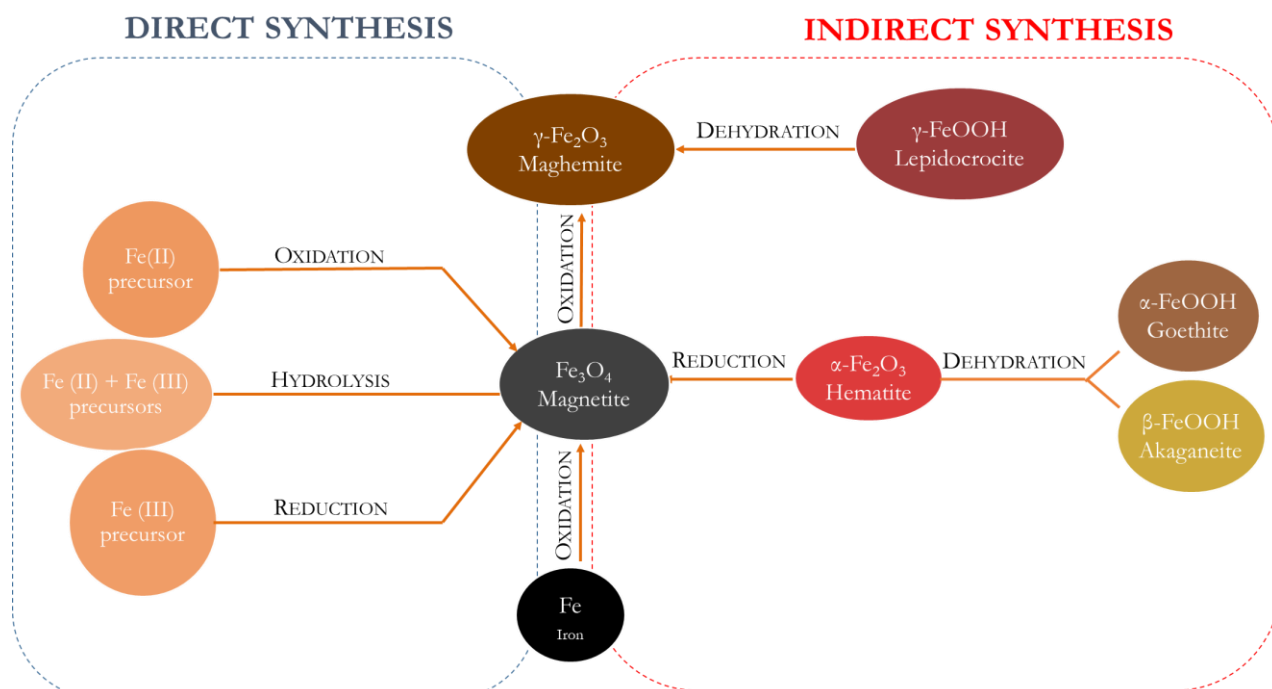 DIRECT SYNTHESIS
INDIRECT SYNTHESIS
γ-Fe₂O₃
Maghemite
DEHYDRATION
γ-FeOOH
Lepidocrocite
Fe(II)
precursor
OXIDATION
OXIDATION
α-FeOOH
Goethite
Fe (II) + Fe (III)
precursors
HYDROLYSIS
Fe₃O₄
Magnetite
REDUCTION
α-Fe₂O₃
Hematite
DEHYDRATION
β-FeOOH
Akaganeite
Fe (III)
precursor
REDUCTION
OXIDATION
Fe
Iron